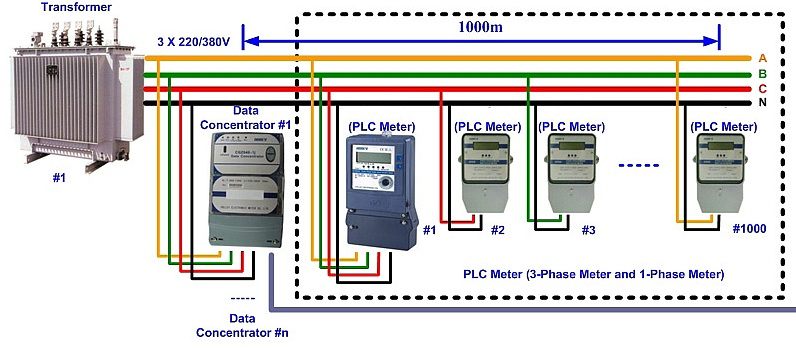 Transformer
1000m
3 X 220/380V
A
B
C
N
Data
Concentrator #1
(PLC Meter)
(PLC Meter)
(PLC Meter)
(PLC Meter)
#1
#1
#2
#3
#1000
PLC Meter (3-Phase Meter and 1-Phase Meter)
Data
Concentrator #n